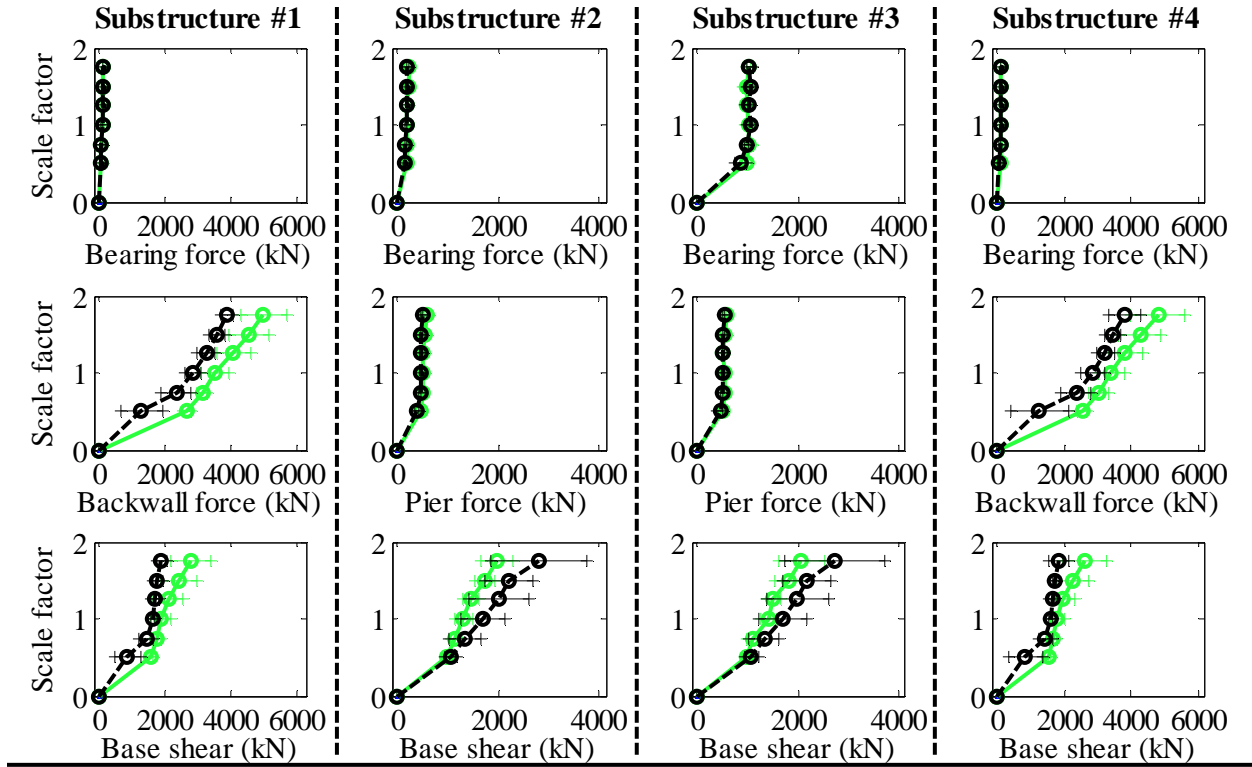 Substructure #1 Substructure #2 Substructure #3 Substructure #4
Scale factor
2 2 2 2
1 1 1 1
0 0 0 0
0 2000 4000 6000 0 2000 4000 0 2000 4000 0 2000 4000 6000
Bearing force (kN) Bearing force (kN) Bearing force (kN) Bearing force (kN)
Scale factor
2 2 2 2
1 1 1 1
0 0 0 0
0 2000 4000 6000 0 2000 4000 0 2000 4000 0 2000 4000 6000
Backwall force (kN) Pier force (kN) Pier force (kN) Backwall force (kN)
Scale factor
2 2 2 2
1 1 1 1
0 0 0 0
0 2000 4000 6000 0 2000 4000 0 2000 4000 0 2000 4000 6000
Base shear (kN) Base shear (kN) Base shear (kN) Base shear (kN)